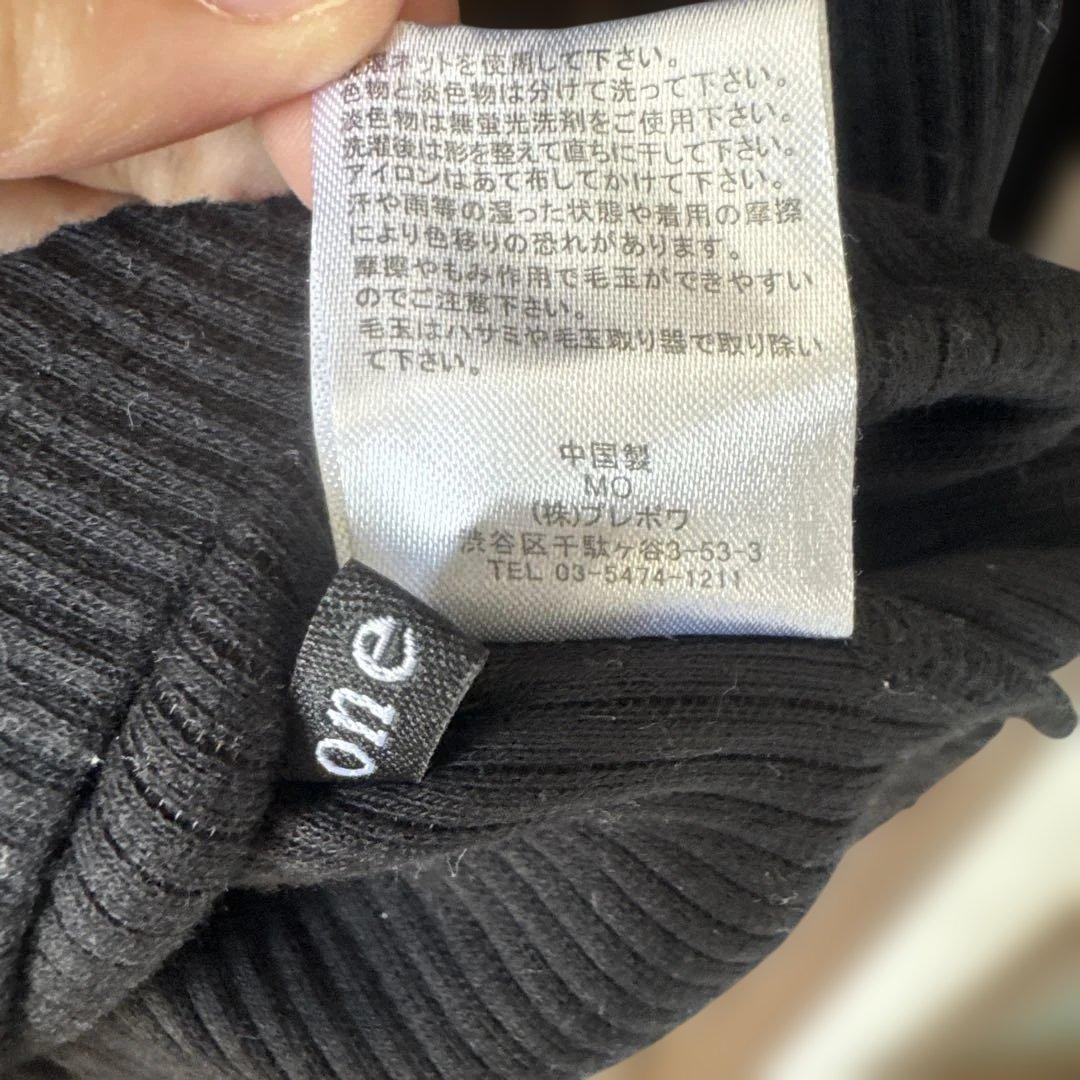 ネットを使用して下さい。
色物と淡色物は分けて洗って下さい。
淡色物は無蛍光洗剤をご使用下さい。
洗濯後は形を整えて直ちに干して下さい。
アイロンはあて布してかけて下さい。
汗や雨等の湿った状態や着用の摩擦
により色移りの恐れがあります。
摩擦やもみ作用で毛玉ができやすい
のでご注意下さい。
毛玉はハサミや毛玉取り器で取り除い
て下さい。
中国製
MO
(株)プレポワ
渋谷区千駄ケ谷3-53-3
TEL 03-5474-1211
one